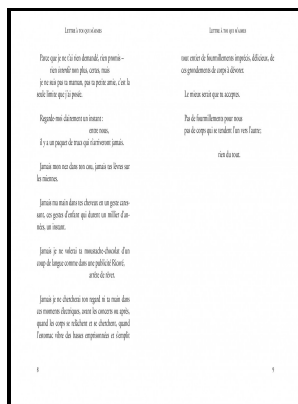 LETTRE À TOI QUI M'AIMES
Parce que je ne t'ai rien demandé, rien promis –
rien interdit non plus, certes, mais
je ne suis pas ta maman, pas ta petite amie, c'est la
seule limite que j'ai posée.
Regarde-moi clairement un instant :
entre nous,
il y a un paquet de trucs qui n'arriveront jamais.
Jamais mon nez dans ton cou, jamais tes lèvres sur
les miennes.
Jamais ma main dans tes cheveux en un geste cares-
sant, ces gestes d'enfant qui durent un millier d'an-
nées, un instant.
Jamais je ne volerai ta moustache-chocolat d'un
coup de langue comme dans une publicité Ricoré,
arrête de rêver.
Jamais je ne chercherai ton regard ni ta main dans
ces moments électriques, avant les concerts ou après,
quand les corps se relâchent et se cherchent, quand
l'estomac vibre des basses emprisonnées et s'emplit
8
LETTRE À TOI QUI M'AIMES
tout entier de fourmillements imprécis, délicieux, de
ces grondements de corps à dévorer.
Le mieux serait que tu acceptes.
Pas de fourmillements pour nous
pas de corps qui se tendent l'un vers l'autre ;
rien du tout.
9